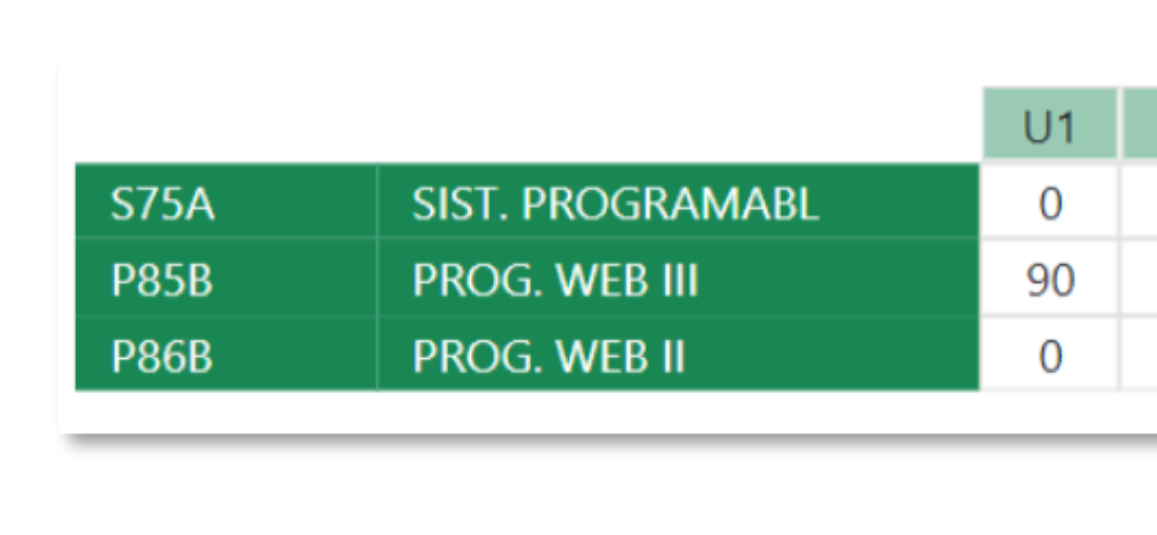 U1
S75A SIST. PROGRAMABL 0
P85B PROG. WEB III 90
P86B PROG. WEB II 0